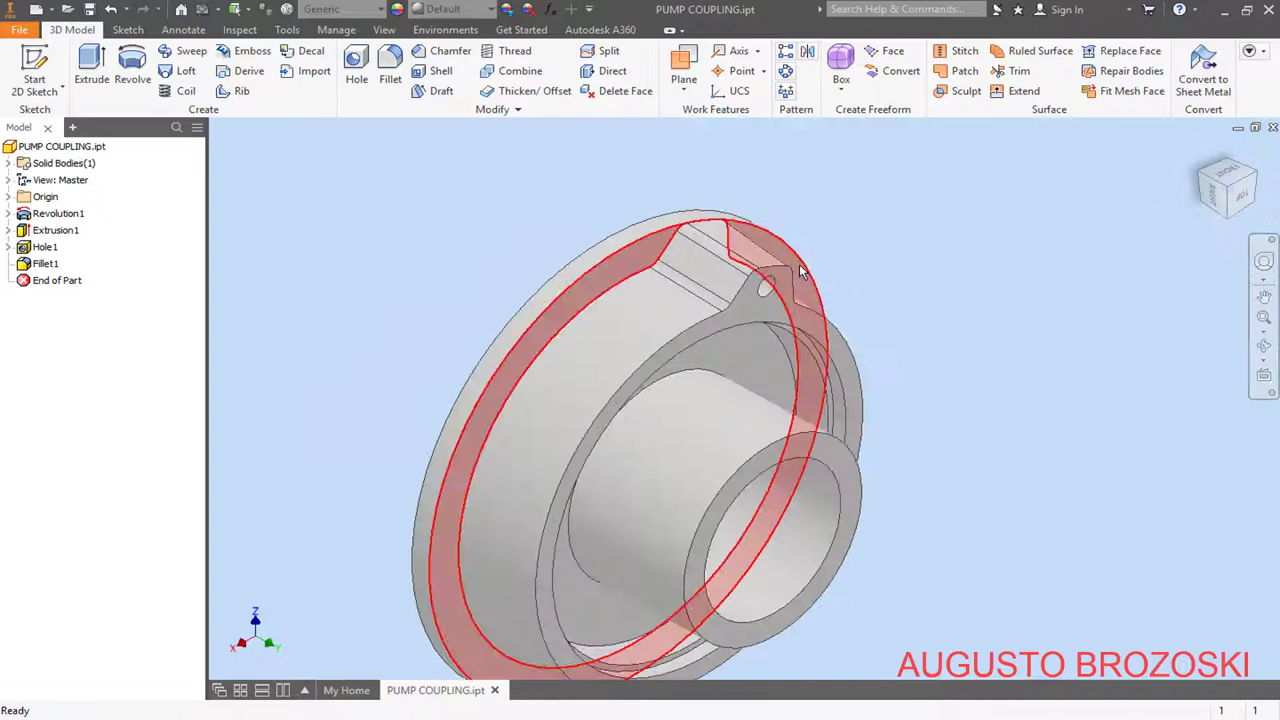 Generic
Default
PUMP COUPLING.ipt
Search Help & Commands...
Sign In
PRO
File
3D Model
Sketch
Annotate
Inspect
Tools
Manage
View
Environments
Get Started
Autodesk A360
Start
2D Sketch
Sketch
Extrude
Revolve
Sweep
Loft
Coil
Emboss
Derive
Rib
Decal
Import
Create
Hole
Fillet
Chamfer
Shell
Draft
Thread
Combine
Thicken/ Offset
Split
Direct
Delete Face
Modify
Plane
Axis
Point
UCS
Work Features
Pattern
Box
Face
Convert
Create Freeform
Stitch
Patch
Sculpt
Ruled Surface
Trim
Extend
Replace Face
Repair Bodies
Fit Mesh Face
Surface
Convert to
Sheet Metal
Convert
Model
PUMP COUPLING.ipt
Solid Bodies(1)
View: Master
Origin
Revolution1
Extrusion1
Hole1
Fillet1
End of Part
FRONT
RIGHT
TOP
Z
X
Y
AUGUSTO BROZOSKI
My Home
PUMP COUPLING.ipt
Ready
1
1